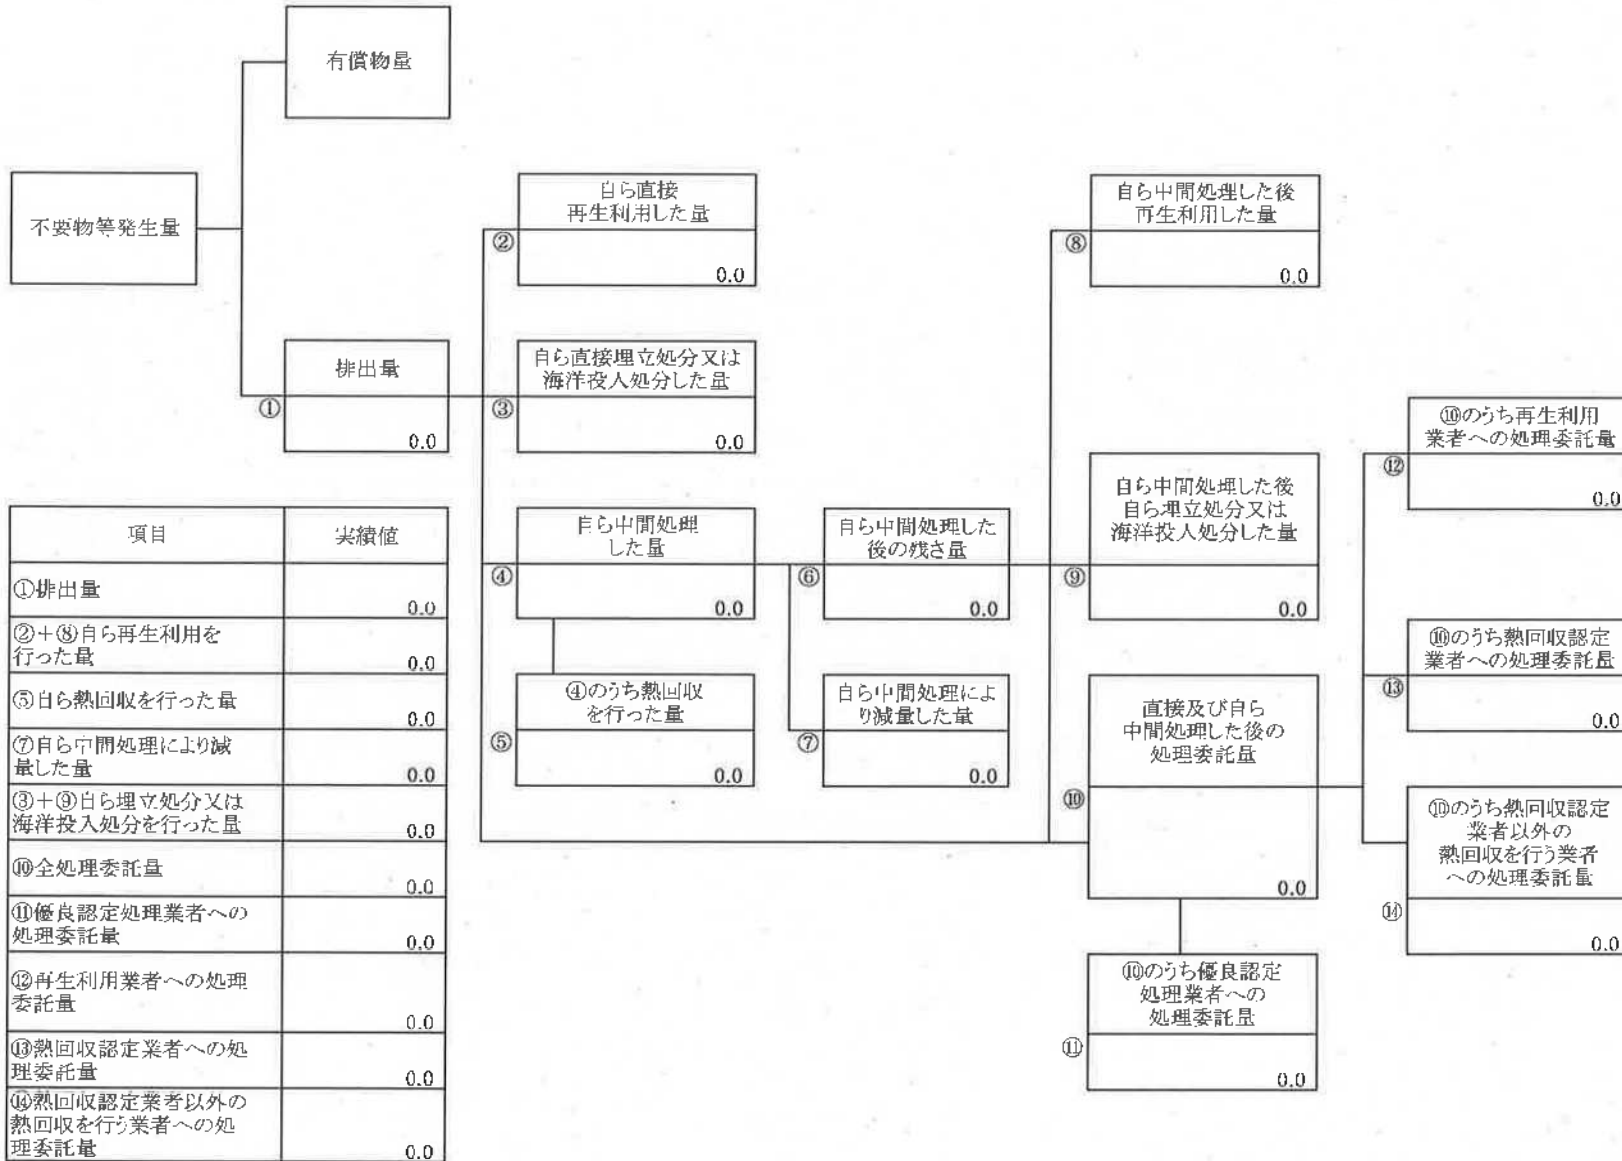 有償物量
不要物等発生量
自ら直接
再生利用した量
②
0.0
自ら中間処理した後
再生利用した量
⑧
0.0
排出量
①
0.0
自ら直接埋立処分又は
海洋投入処分した量
③
0.0
⑩のうち再生利用
業者への処理委託量
⑫
0.0
自ら中間処理
した量
④
0.0
自ら中間処理した
後の残さ量
⑥
0.0
自ら中間処理した後
自ら埋立処分又は
海洋投入処分した量
⑨
0.0
⑩のうち熱回収認定
業者への処理委託量
⑬
0.0
④のうち熱回収
を行った量
⑤
0.0
自ら中間処理によ
り減量した量
⑦
0.0
直接及び自ら
中間処理した後の
処理委託量
⑩
0.0
⑩のうち熱回収認定
業者以外の
熱回収を行う業者
への処理委託量
⑭
0.0
⑩のうち優良認定
処理業者への
処理委託量
⑪
0.0
項目 実績値
①排出量
0.0
②+⑧自ら再生利用を
行った量
0.0
⑤自ら熱回収を行った量
0.0
⑦自ら中間処理により減
量した量
0.0
③+⑨自ら埋立処分又は
海洋投入処分を行った量
0.0
⑩全処理委託量
0.0
⑪優良認定処理業者への
処理委託量
0.0
⑫再生利用業者への処理
委託量
0.0
⑬熱回収認定業者への処
理委託量
0.0
⑭熱回収認定業者以外の
熱回収を行う業者への処
理委託量
0.0